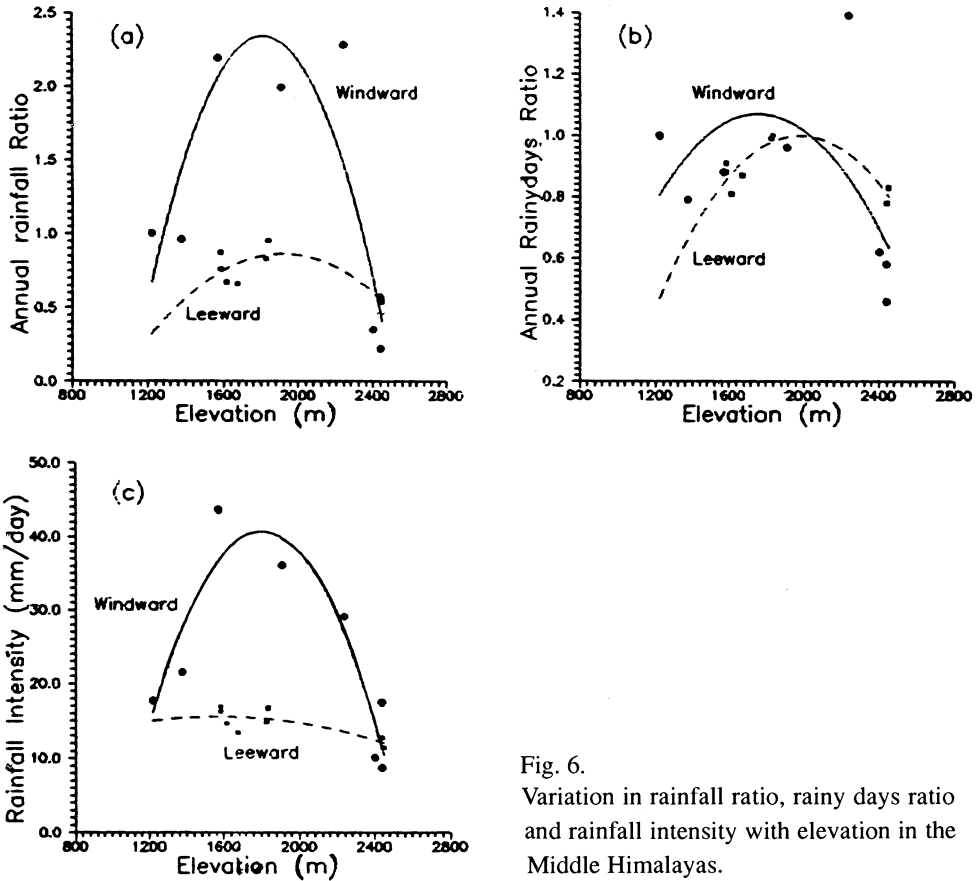 (a)
2.5
2.0
1.5
1.0
0.5
0.0
Annual rainfall Ratio
Windward
Leeward
800 1200 1600 2000 2400 2800
Elevation (m)
(b)
1.4
1.2
1.0
0.8
0.6
0.4
0.2
Annual Rainydays Ratio
Windward
Leeward
800 1200 1600 2000 2400 2800
Elevation (m)
(c)
50.0
40.0
30.0
20.0
10.0
0.0
Rainfall Intensity (mm/day)
Windward
Leeward
800 1200 1600 2000 2400 2800
Elevation (m)
Fig. 6.
Variation in rainfall ratio, rainy days ratio
and rainfall intensity with elevation in the
Middle Himalayas.